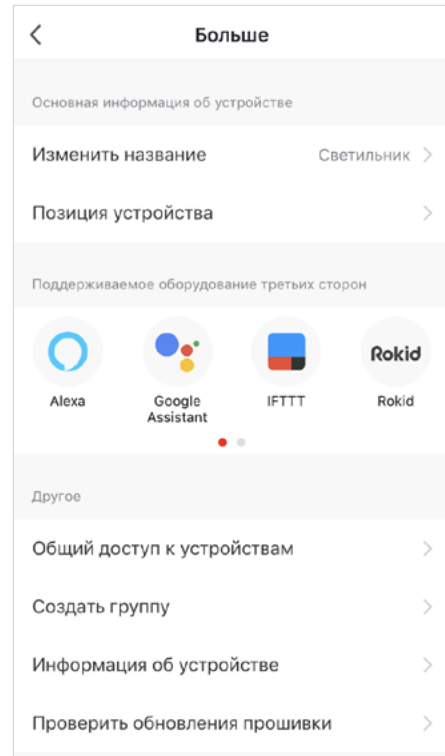 Больше
Основная информация об устройстве
Изменить название Светильник
Позиция устройства
Поддерживаемое оборудование третьих сторон
Rokid
Alexa Google Assistant IFTTT Rokid
Другое
Общий доступ к устройствам
Создать группу
Информация об устройстве
Проверить обновления прошивки